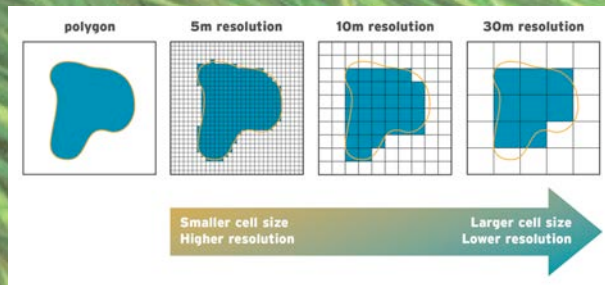 polygon
5m resolution
10m resolution
30m resolution
Smaller cell size
Higher resolution
Larger cell size
Lower resolution